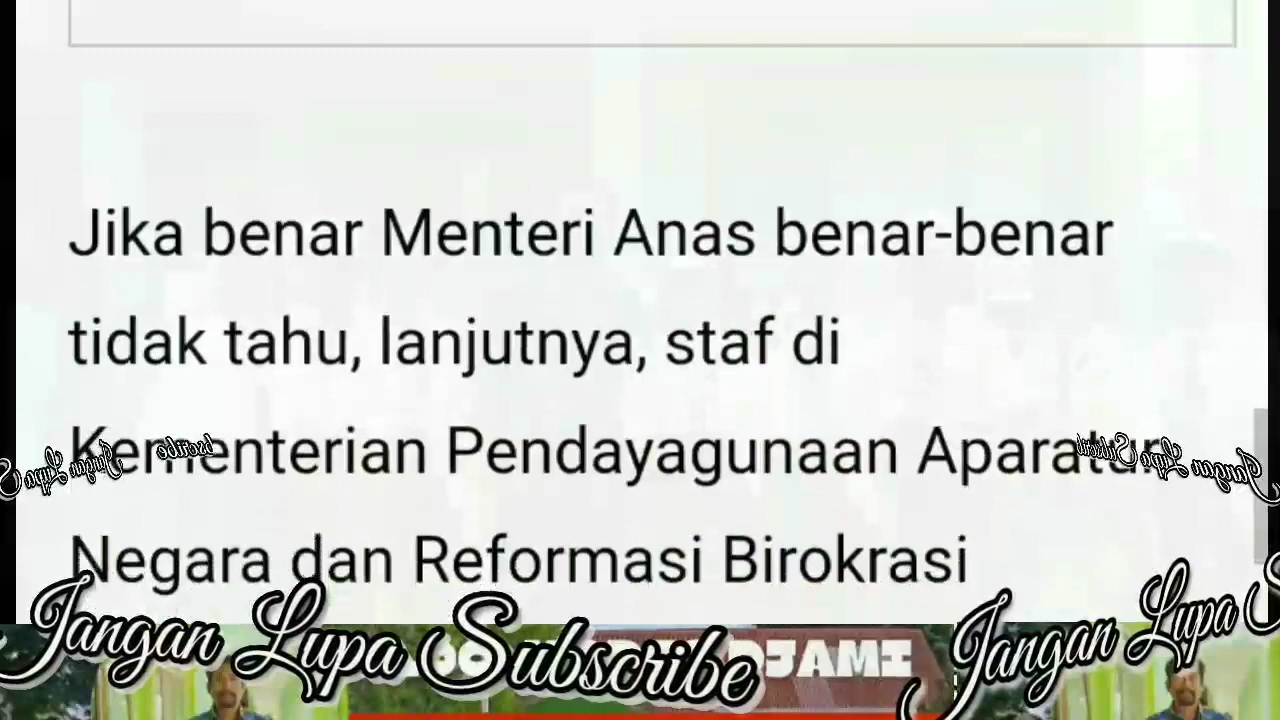 Jika benar Menteri Anas benar-benar
tidak tahu, lanjutnya, staf di
Kementerian Pendayagunaan Aparatur
Negara dan Reformasi Birokrasi
Jangan Lupa Subscribe
Jangan Lupa
DJAMI